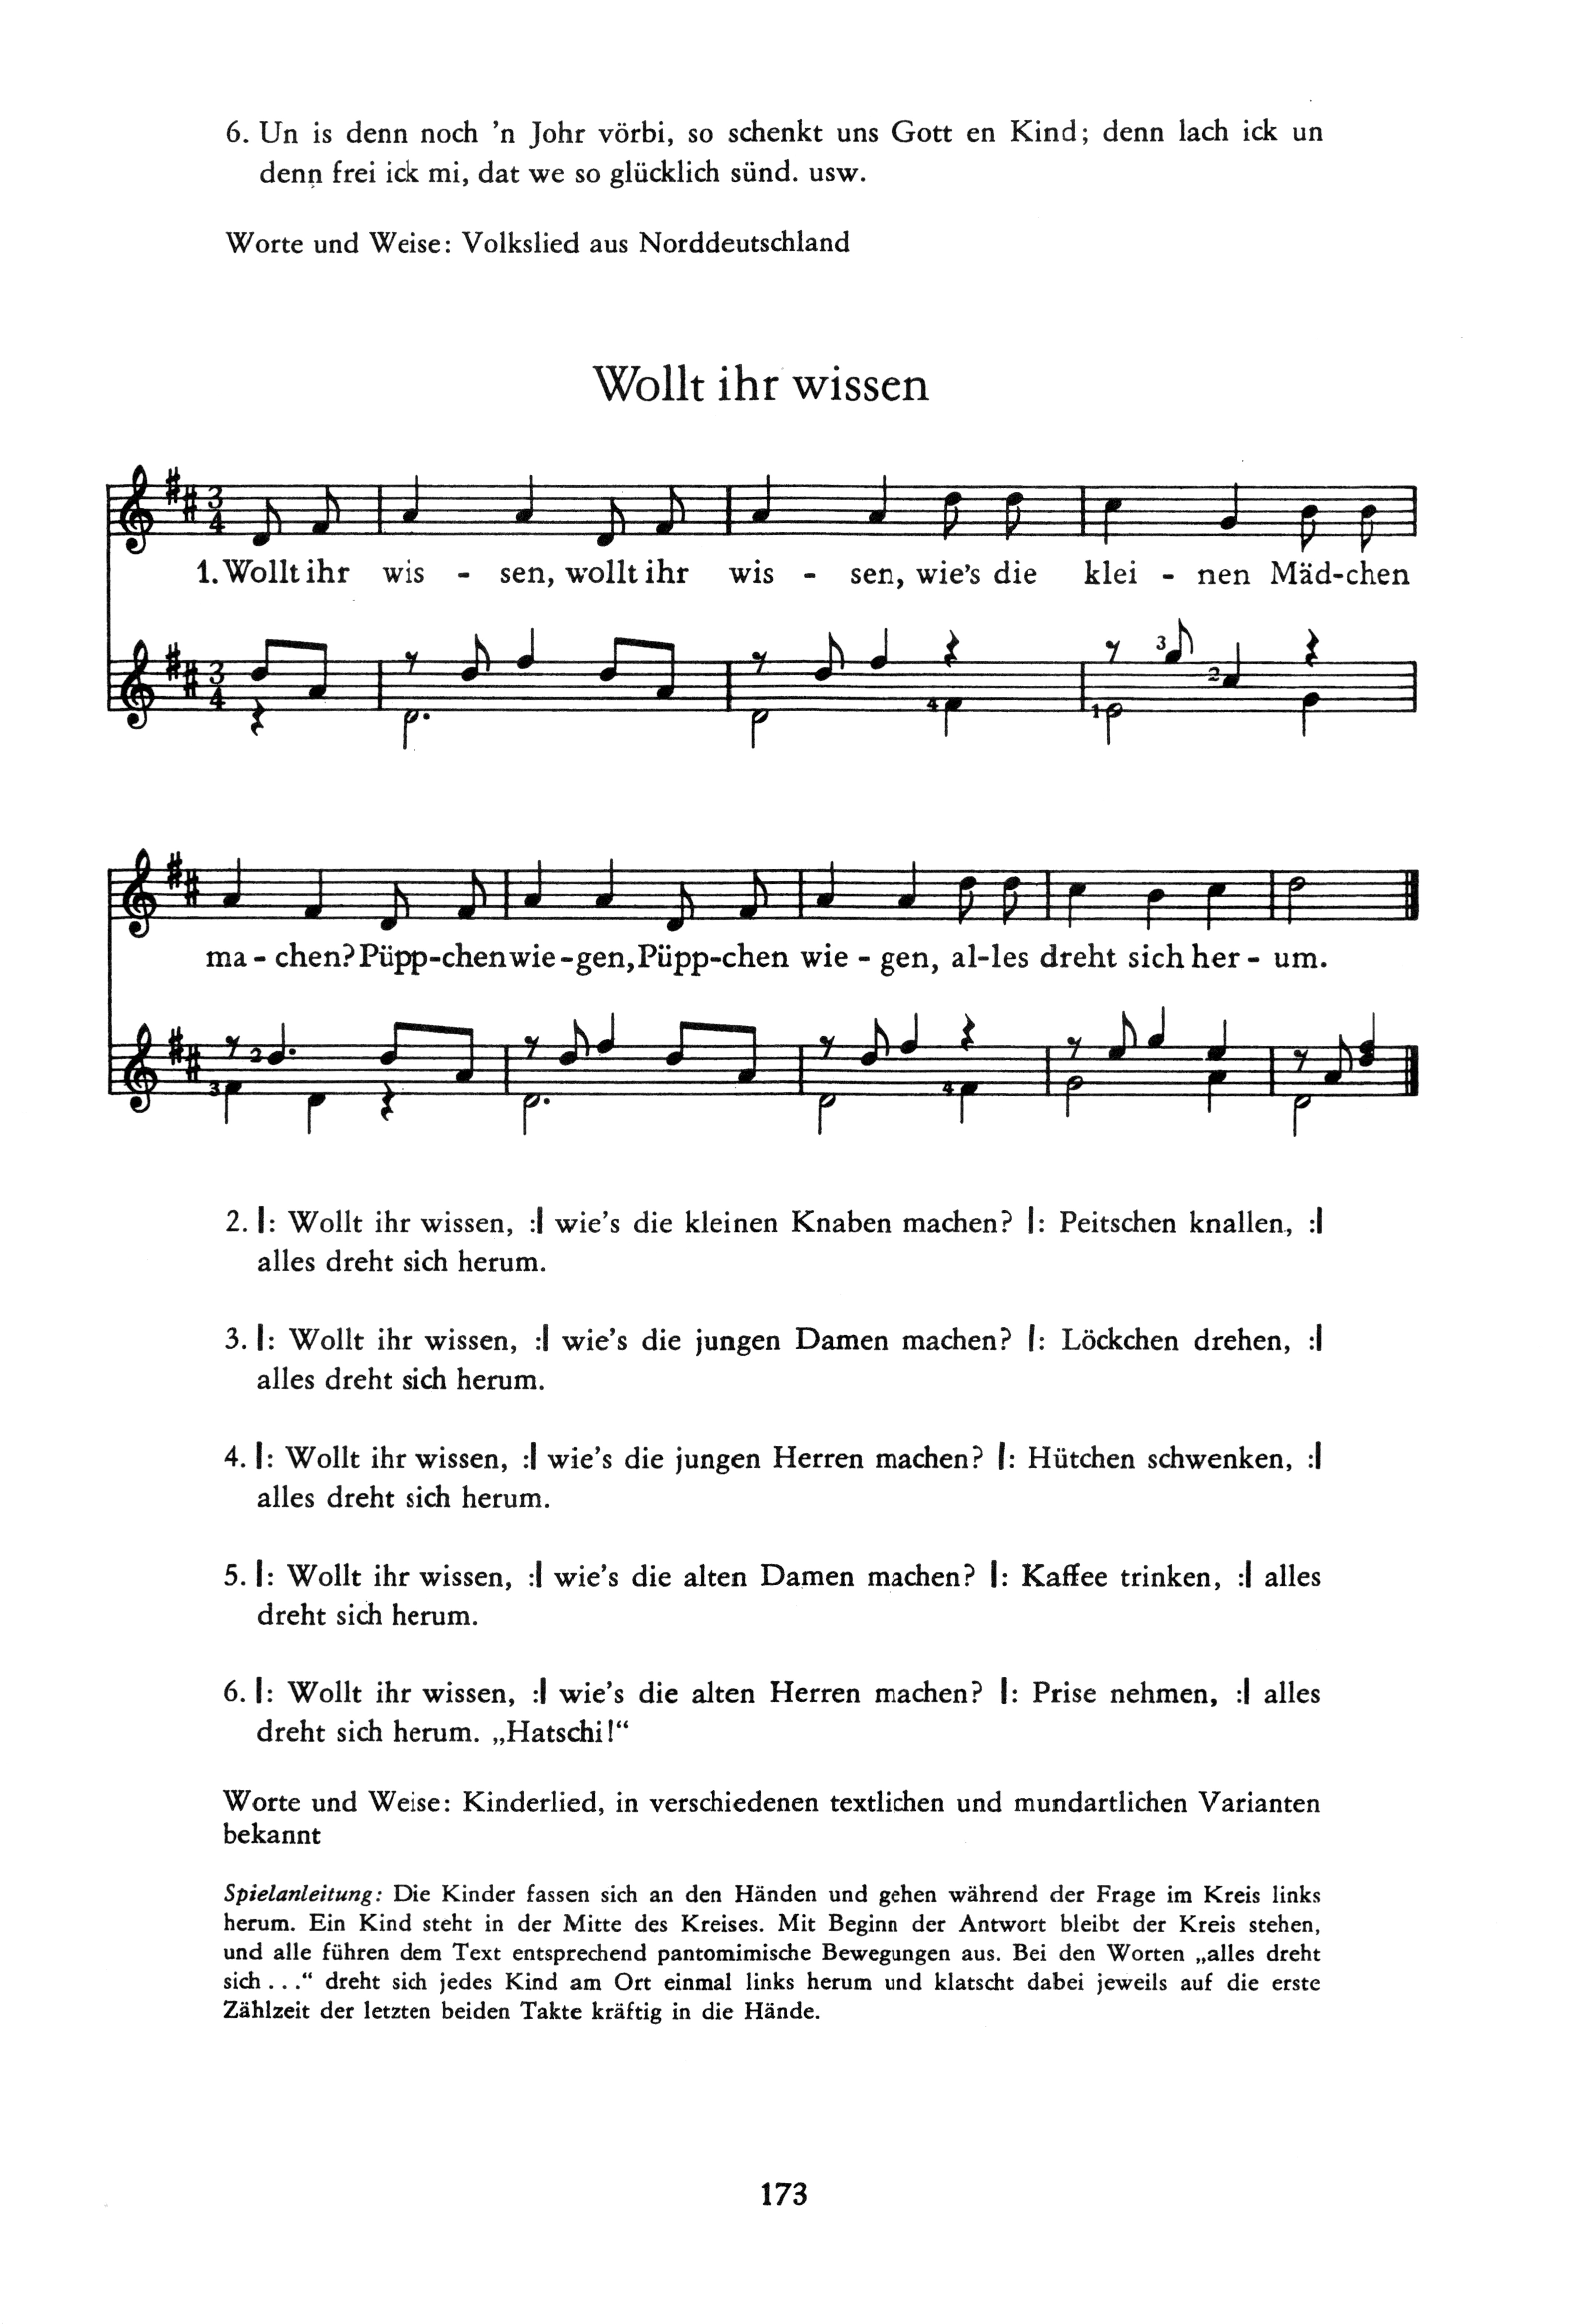 6. Un is denn noch ’n Johr vörbi, so schenkt uns Gott en Kind; denn lach ick un
denn frei ick mi, dat we so glücklich sünd. usw.
Worte und Weise: Volkslied aus Norddeutschland
Wollt ihr wissen
3
4
1. Wollt ihr wis - sen, wollt ihr wis - sen, wie’s die klei - nen Mäd-chen
3
4
4
1
3
2
ma - chen? Püpp-chen wie-gen, Püpp-chen wie - gen, al-les dreht sich her - um.
3
2
4
2. |: Wollt ihr wissen, :| wie’s die kleinen Knaben machen? |: Peitschen knallen, :|
alles dreht sich herum.
3. |: Wollt ihr wissen, :| wie’s die jungen Damen machen? |: Löckchen drehen, :|
alles dreht sich herum.
4. |: Wollt ihr wissen, :| wie’s die jungen Herren machen? |: Hütchen schwenken, :|
alles dreht sich herum.
5. |: Wollt ihr wissen, :| wie’s die alten Damen machen? |: Kaffee trinken, :| alles
dreht sich herum.
6. |: Wollt ihr wissen, :| wie’s die alten Herren machen? |: Prise nehmen, :| alles
dreht sich herum. „Hatschi!“
Worte und Weise: Kinderlied, in verschiedenen textlichen und mundartlichen Varianten
bekannt
Spielanleitung: Die Kinder fassen sich an den Händen und gehen während der Frage im Kreis links
herum. Ein Kind steht in der Mitte des Kreises. Mit Beginn der Antwort bleibt der Kreis stehen,
und alle führen dem Text entsprechend pantomimische Bewegungen aus. Bei den Worten „alles dreht
sich . . .“ dreht sich jedes Kind am Ort einmal links herum und klatscht dabei jeweils auf die erste
Zählzeit der letzten beiden Takte kräftig in die Hände.
173